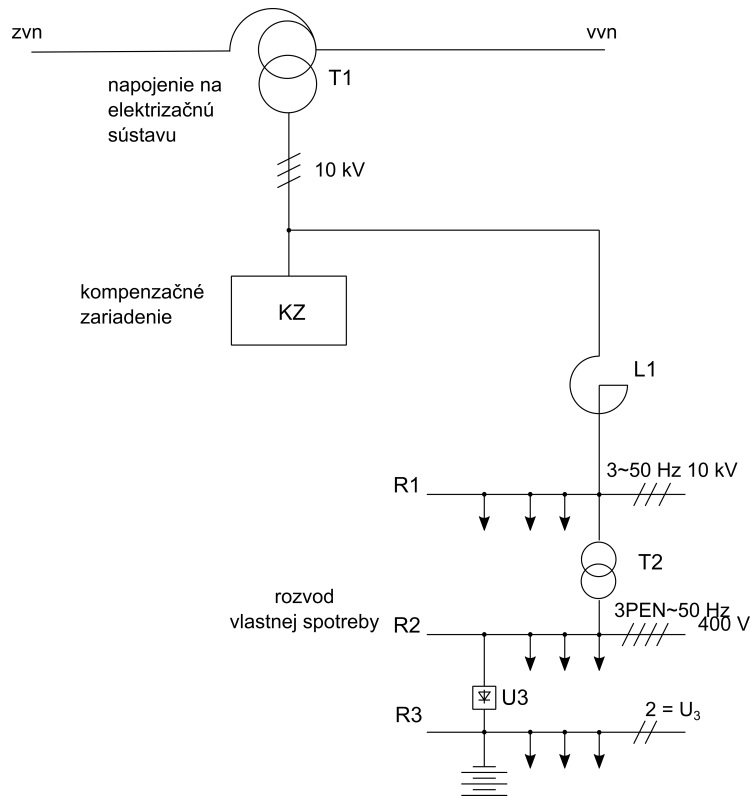 zvn
vvn
T1
napojenie na
elektrizačnú
sústavu
10 kV
kompenzačné
zariadenie
KZ
L1
3~50 Hz 10 kV
R1
T2
rozvod
vlastnej spotreby
3PEN~50 Hz
400 V
R2
U3
R3
2 = U₃